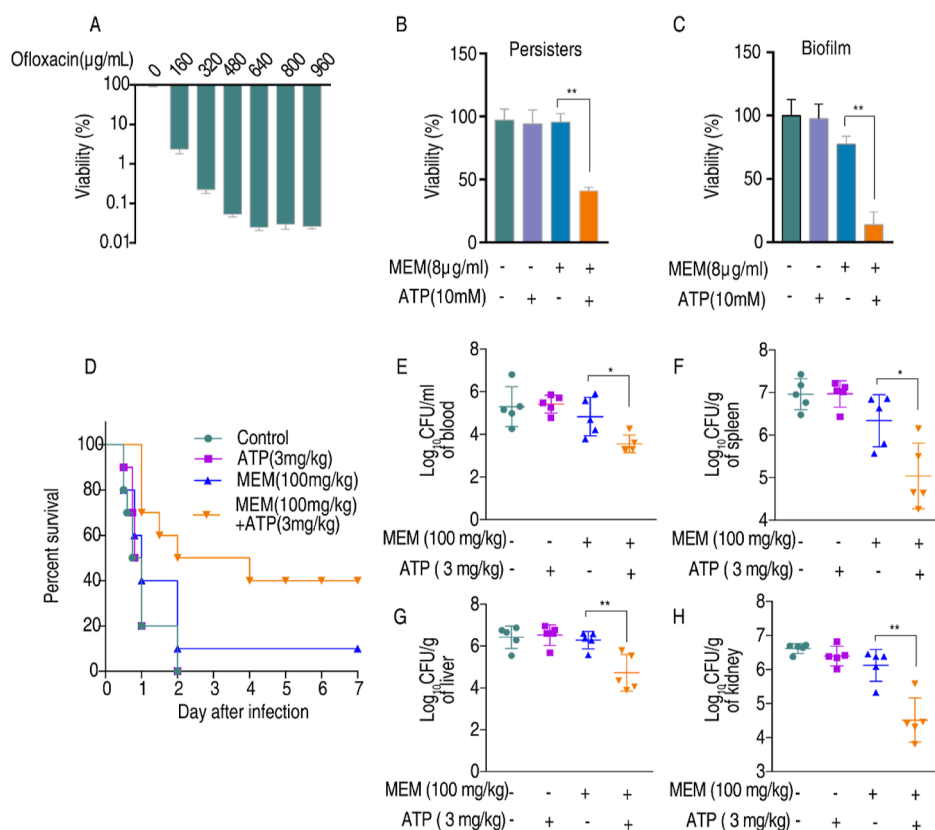 A
Ofloxacin(μg/mL)
0 160 320 480 640 800 960
Viability (%)
100
10
1
0.1
0.01
B
Persisters
Viability (%)
150
100
50
0
**
MEM(8μg/ml) - - + +
ATP(10mM) - + - +
C
Biofilm
Viability (%)
150
100
50
0
**
MEM(8μg/ml) - - + +
ATP(10mM) - + - +
D
Percent survival
100
80
60
40
20
0
0 1 2 3 4 5 6 7
Day after infection
Control
ATP(3mg/kg)
MEM(100mg/kg)
MEM(100mg/kg)
+ATP(3mg/kg)
E
Log10CFU/ml
of blood
8
6
4
2
0
*
MEM (100 mg/kg) - - + +
ATP ( 3 mg/kg) - + - +
F
Log10CFU/g
of spleen
8
7
6
5
4
*
MEM (100 mg/kg) - - + +
ATP ( 3 mg/kg) - + - +
G
Log10CFU/g
of liver
8
6
4
2
0
**
MEM (100 mg/kg) - - + +
ATP ( 3 mg/kg) - + - +
H
Log10CFU/g
of kidney
8
7
6
5
4
3
**
MEM (100 mg/kg) - - + +
ATP ( 3 mg/kg) - + - +